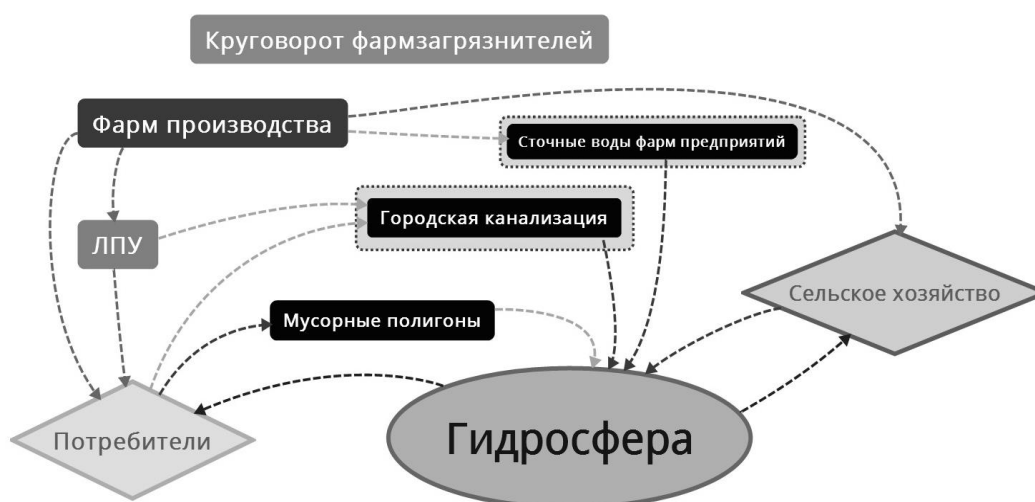 Круговорот фармзагрязнителей
Фарм производства
Сточные воды фарм предприятий
Городская канализация
ЛПУ
Сельское хозяйство
Мусорные полигоны
Потребители
Гидросфера